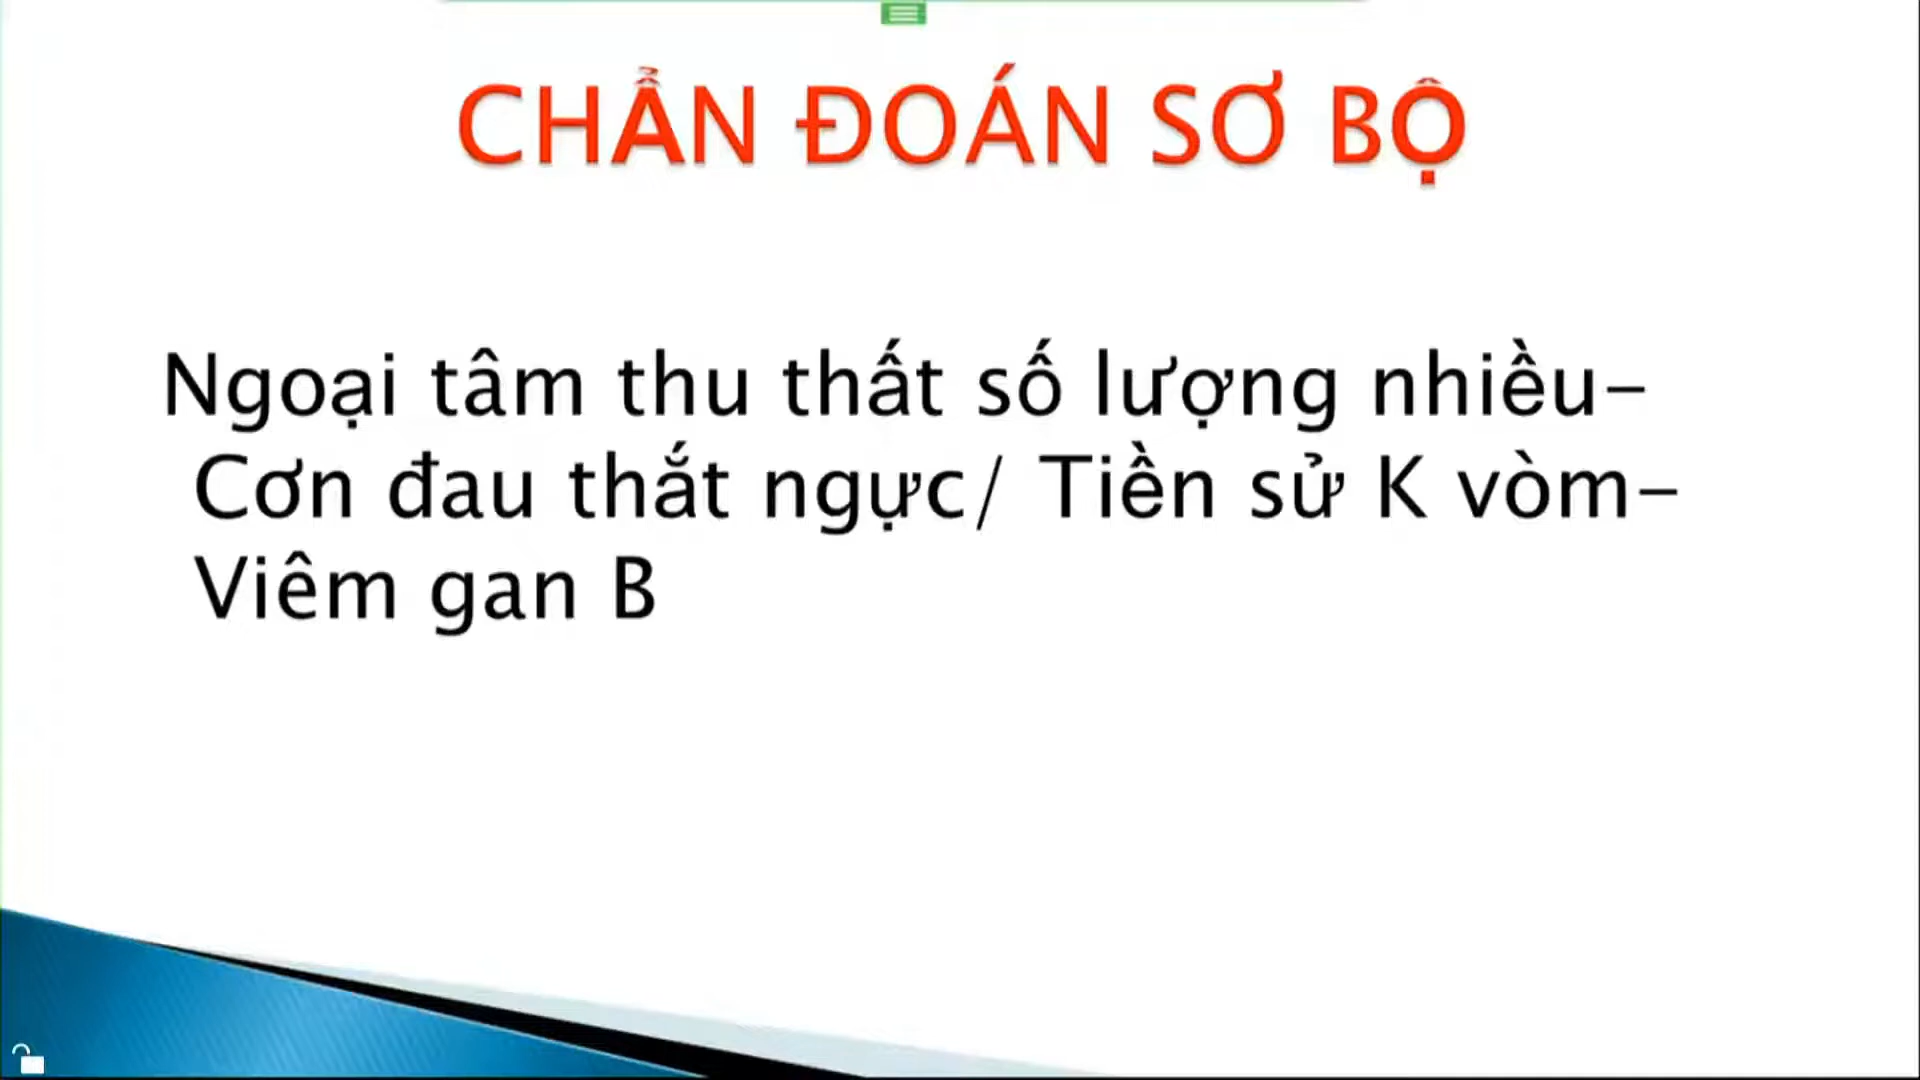 CHẨN ĐOÁN SƠ BỘ
Ngoại tâm thu thất số lượng nhiều-
Cơn đau thắt ngực/ Tiền sử K vòm-
Viêm gan B